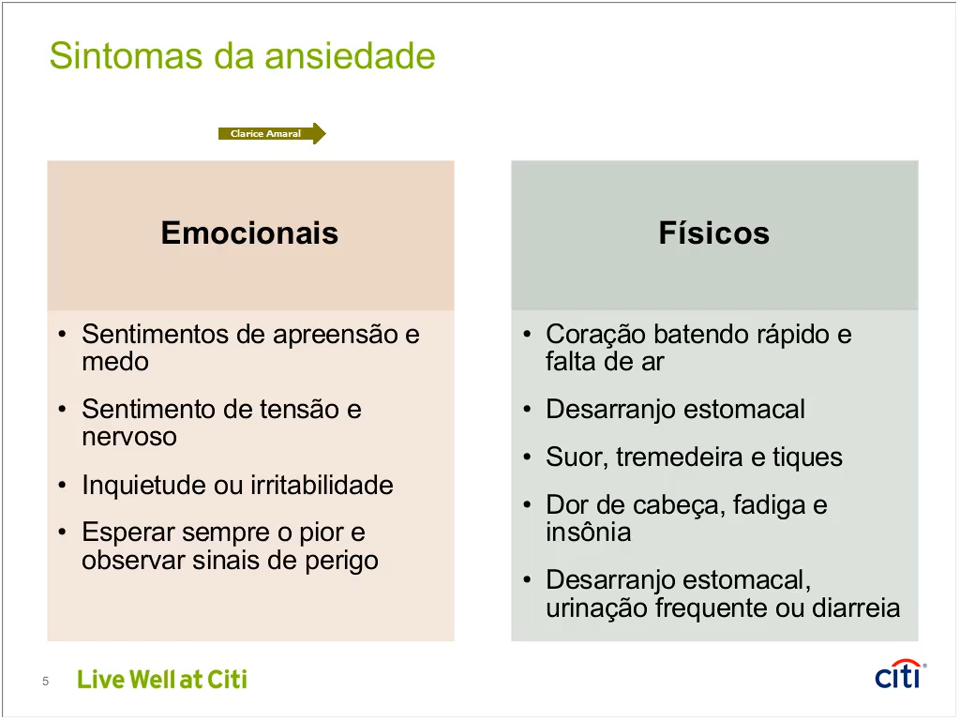 Sintomas da ansiedade
Clarice Amaral
Emocionais
• Sentimentos de apreensão e
medo
• Sentimento de tensão e
nervoso
• Inquietude ou irritabilidade
• Esperar sempre o pior e
observar sinais de perigo
Físicos
• Coração batendo rápido e
falta de ar
• Desarranjo estomacal
• Suor, tremedeira e tiques
• Dor de cabeça, fadiga e
insônia
• Desarranjo estomacal,
urinação frequente ou diarreia
5
Live Well at Citi
citi®